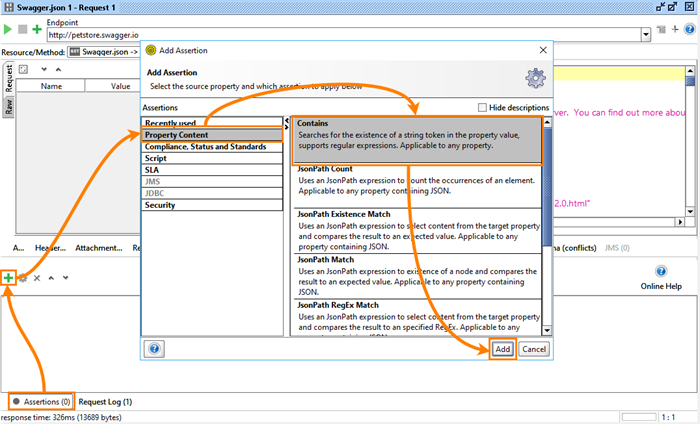 Swagger.json 1 - Request 1
Endpoint
http://petstore.swagger.io
Resource/Method:
Swagger.json ->
Request
Raw
Name
Value
Add Assertion
Add Assertion
Select the source property and which assertion to apply below
Assertions
Hide descriptions
Recently used
Property Content
Compliance, Status and Standards
Script
SLA
JMS
JDBC
Security
Contains
Searches for the existence of a string token in the property value,
supports regular expressions. Applicable to any property.
JsonPath Count
Uses an JsonPath expression to count the occurrences of an element.
Applicable to any property containing JSON.
JsonPath Existence Match
Uses an JsonPath expression to select content from the target property
and compares the result to an expected value. Applicable to any
property containing JSON.
JsonPath Match
Uses an JsonPath expression to existence of a node and compares the
result to an expected value. Applicable to any property containing
JSON.
JsonPath RegEx Match
Uses an JsonPath expression to select content from the target property
and compares the result to an specified RegEx. Applicable to any
Add
Cancel
ver. You can find out more abou
2.0.html"
A...
Header...
Attachment...
Re
a (conflicts)
JMS (0)
Online Help
Assertions (0)
Request Log (1)
response time: 326ms (13689 bytes)
1 : 1